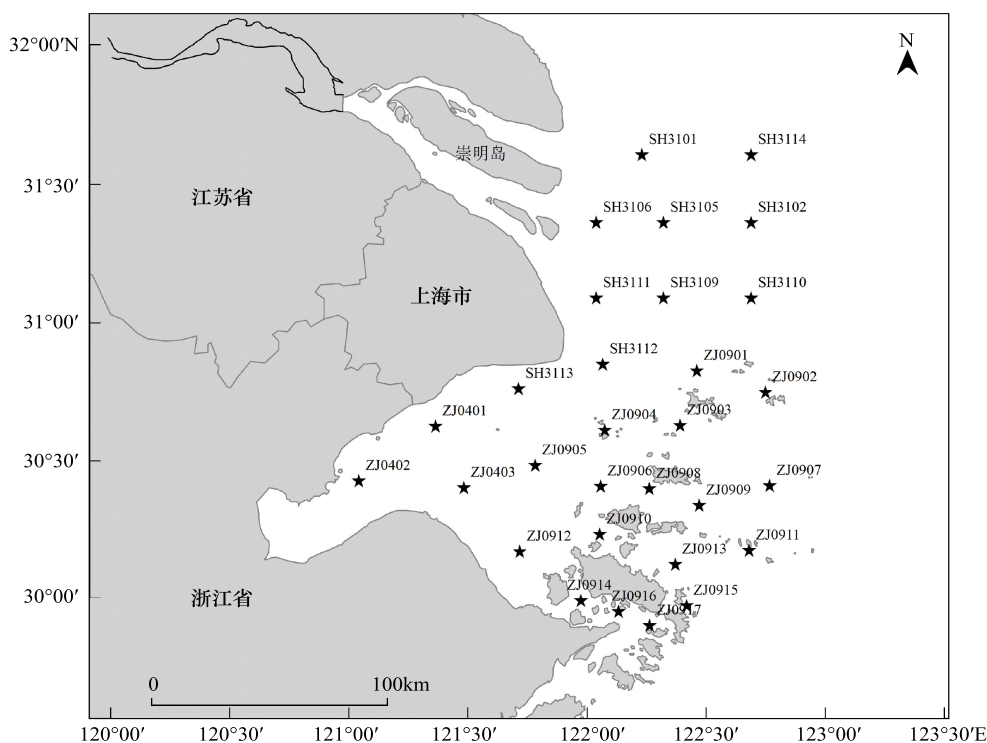 32°00′N
N
SH3101
SH3114
崇明岛
31°30′
江苏省
SH3106
SH3105
SH3102
上海市
SH3111
SH3109
SH3110
31°00′
SH3112
ZJ0901
SH3113
ZJ0902
ZJ0401
ZJ0904
ZJ0903
30°30′
ZJ0402
ZJ0403
ZJ0905
ZJ0906
ZJ0908
ZJ0907
ZJ0909
ZJ0912
ZJ0910
ZJ0911
ZJ0913
30°00′
浙江省
ZJ0914
ZJ0916
ZJ0915
ZJ0917
0
100km
120°00′
120°30′
121°00′
121°30′
122°00′
122°30′
123°00′
123°30′E